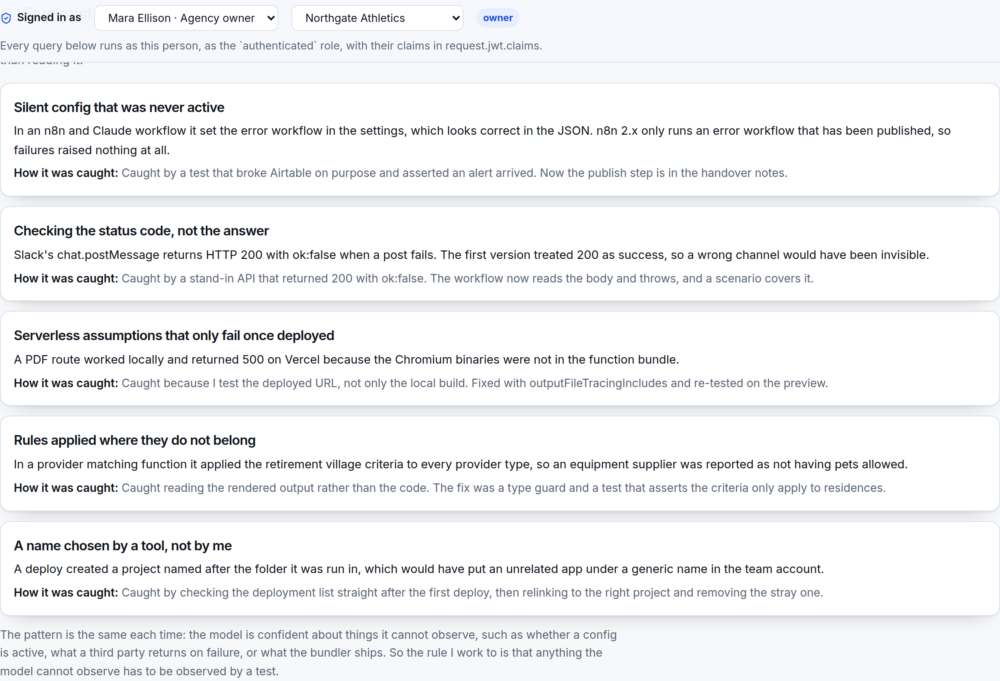 Five mist
Signed in as
Mara Ellison · Agency owner
Northgate Athletics
owner
Every query below runs as this person, as the `authenticated` role, with their claims in request.jwt.claims.
than reading it.
Silent config that was never active
In an n8n and Claude workflow it set the error workflow in the settings, which looks correct in the JSON. n8n 2.x only runs an error workflow that has been published, so
failures raised nothing at all.
How it was caught: Caught by a test that broke Airtable on purpose and asserted an alert arrived. Now the publish step is in the handover notes.
Checking the status code, not the answer
Slack's chat.postMessage returns HTTP 200 with ok:false when a post fails. The first version treated 200 as success, so a wrong channel would have been invisible.
How it was caught: Caught by a stand-in API that returned 200 with ok:false. The workflow now reads the body and throws, and a scenario covers it.
Serverless assumptions that only fail once deployed
A PDF route worked locally and returned 500 on Vercel because the Chromium binaries were not in the function bundle.
How it was caught: Caught because I test the deployed URL, not only the local build. Fixed with outputFileTracingIncludes and re-tested on the preview.
Rules applied where they do not belong
In a provider matching function it applied the retirement village criteria to every provider type, so an equipment supplier was reported as not having pets allowed.
How it was caught: Caught reading the rendered output rather than the code. The fix was a type guard and a test that asserts the criteria only apply to residences.
A name chosen by a tool, not by me
A deploy created a project named after the folder it was run in, which would have put an unrelated app under a generic name in the team account.
How it was caught: Caught by checking the deployment list straight after the first deploy, then relinking to the right project and removing the stray one.
The pattern is the same each time: the model is confident about things it cannot observe, such as whether a config
is active, what a third party returns on failure, or what the bundler ships. So the rule I work to is that anything the
model cannot observe has to be observed by a test.